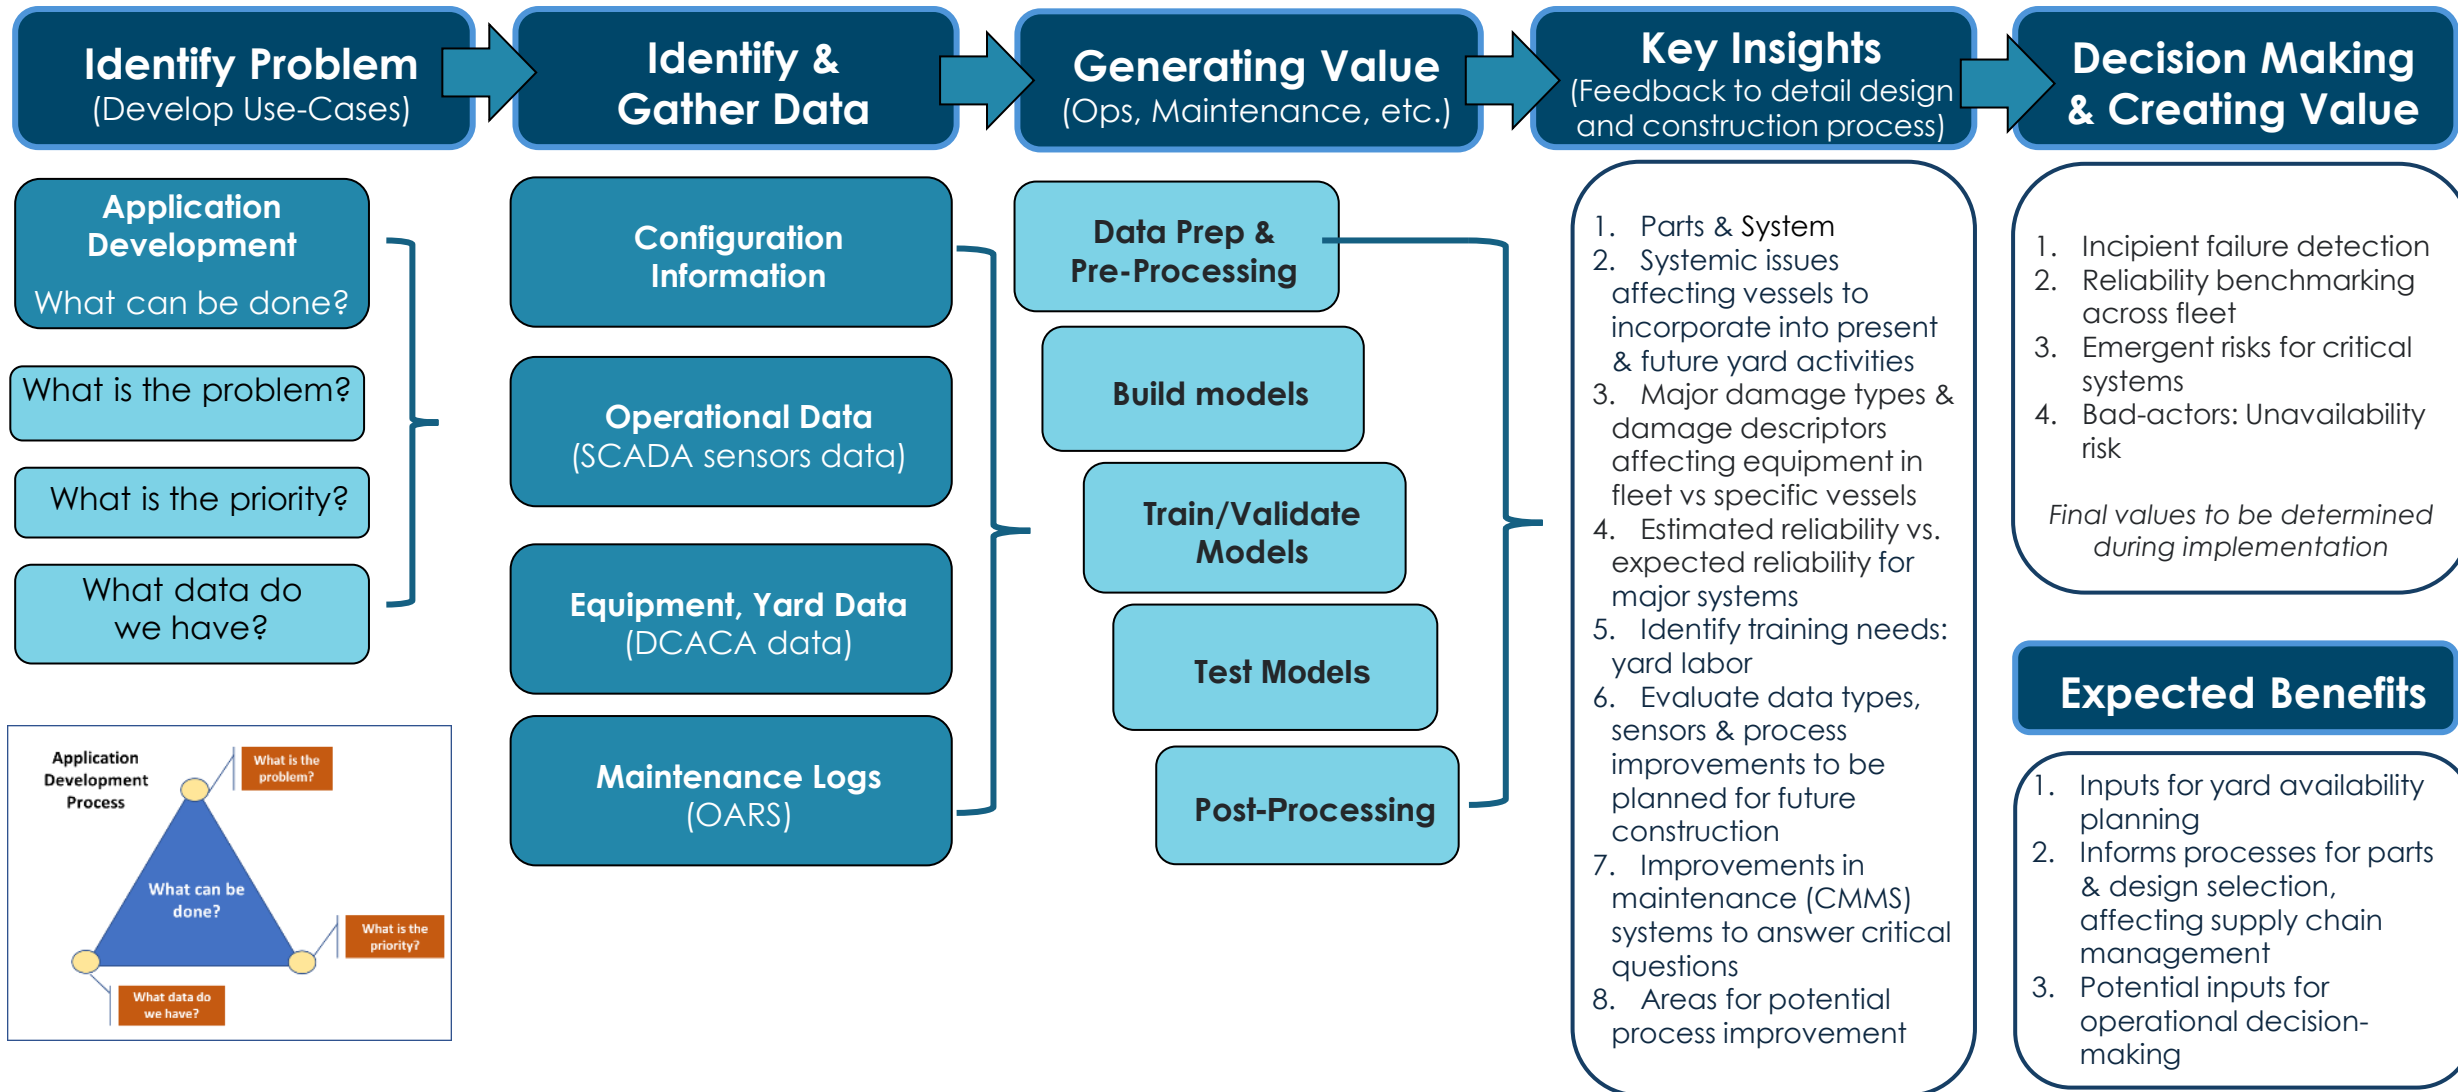 Identify Problem
(Develop Use-Cases)
Identify &
Gather Data
Generating Value
(Ops, Maintenance, etc.)
Key Insights
(Feedback to detail design
and construction process)
Decision Making
& Creating Value
Application
Development
What can be done?
What is the problem?
What is the priority?
What data do
we have?
Application
Development
Process
What is the
problem?
What can be
done?
What is the
priority?
What data do
we have?
Configuration
Information
Operational Data
(SCADA sensors data)
Equipment, Yard Data
(DCACA data)
Maintenance Logs
(OARS)
Data Prep &
Pre-Processing
Build models
Train/Validate
Models
Test Models
Post-Processing
1. Parts & System
2. Systemic issues
affecting vessels to
incorporate into present
& future yard activities
3. Major damage types &
damage descriptors
affecting equipment in
fleet vs specific vessels
4. Estimated reliability vs.
expected reliability for
major systems
5. Identify training needs:
yard labor
6. Evaluate data types,
sensors & process
improvements to be
planned for future
construction
7. Improvements in
maintenance (CMMS)
systems to answer critical
questions
8. Areas for potential
process improvement
1. Incipient failure detection
2. Reliability benchmarking
across fleet
3. Emergent risks for critical
systems
4. Bad-actors: Unavailability
risk
Final values to be determined
during implementation
Expected Benefits
1. Inputs for yard availability
planning
2. Informs processes for parts
& design selection,
affecting supply chain
management
3. Potential inputs for
operational decision-
making